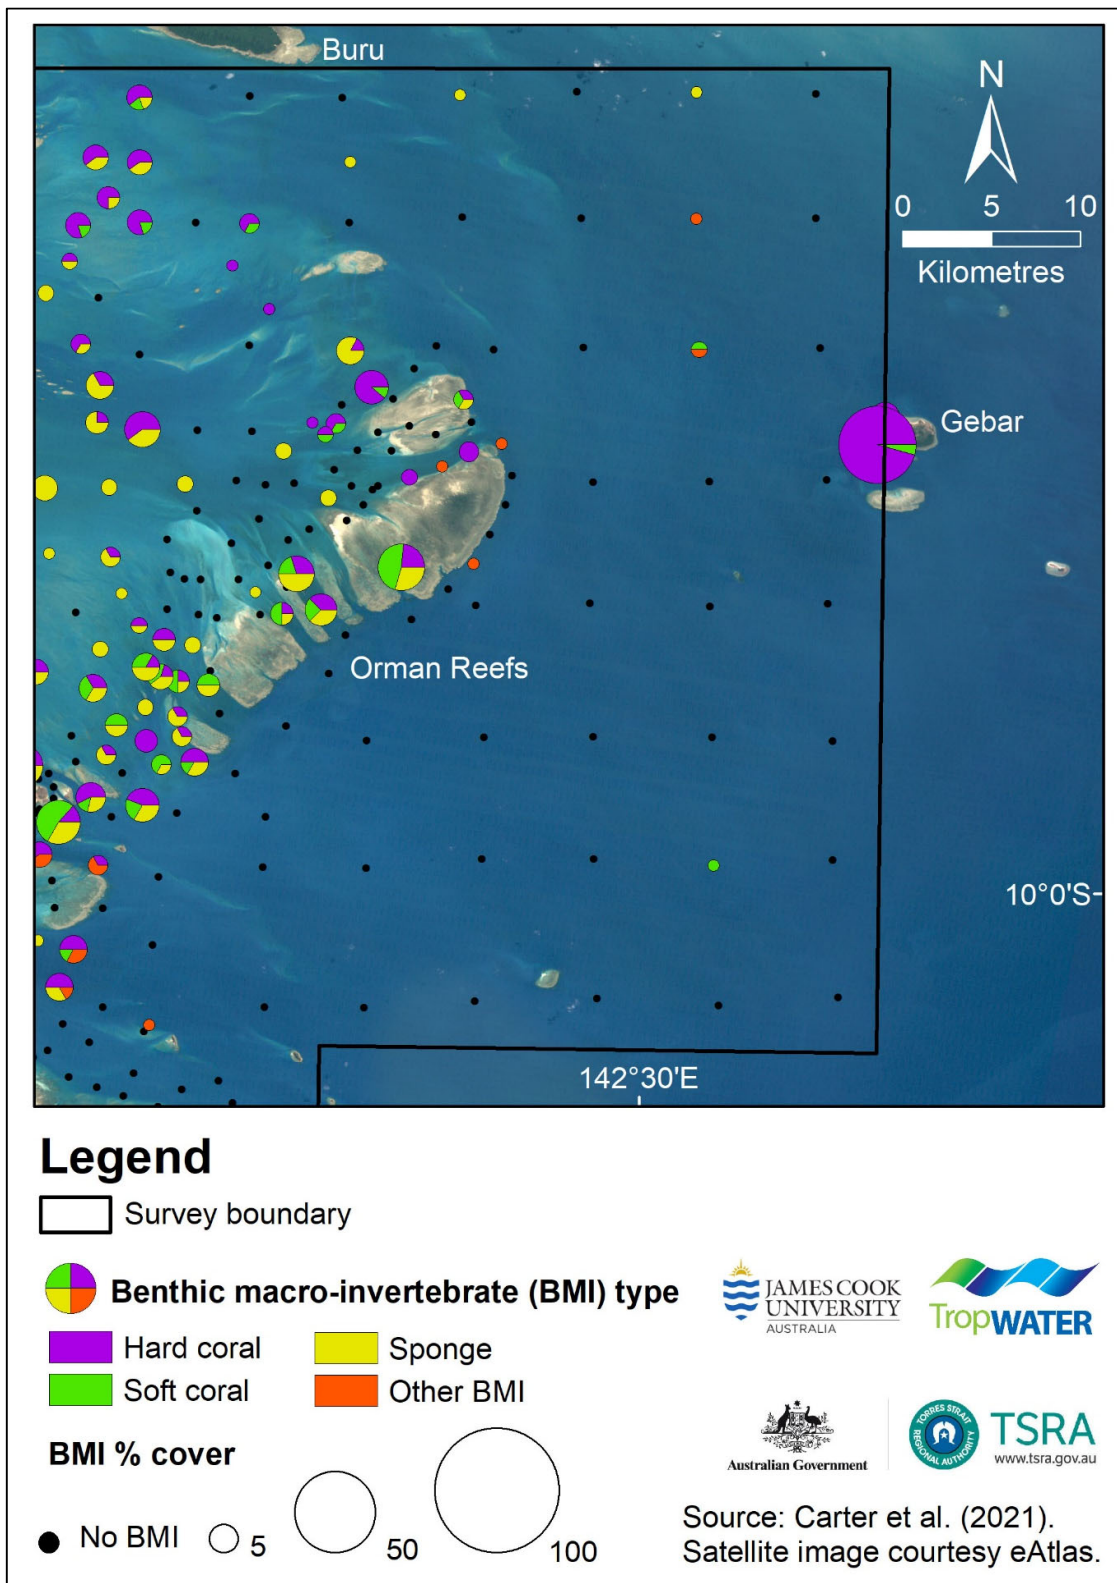 Buru
N
0 5 10
Kilometres
Gebar
Orman Reefs
10°0'S
142°30'E
Legend
Survey boundary
Benthic macro-invertebrate (BMI) type
Hard coral
Sponge
Soft coral
Other BMI
BMI % cover
No BMI
5
50
100
JAMES COOK
UNIVERSITY
AUSTRALIA
TropWATER
Australian Government
TORRES STRAIT
REGIONAL AUTHORITY
TSRA
www.tsra.gov.au
Source: Carter et al. (2021).
Satellite image courtesy eAtlas.